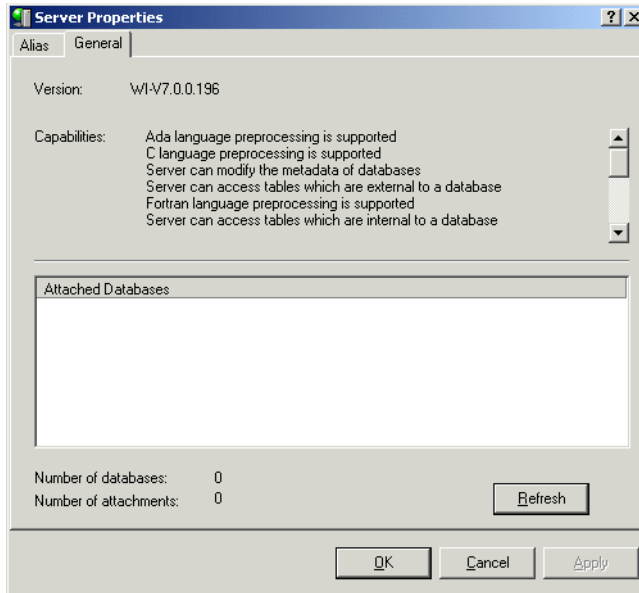 Server Properties
Alias General
Version: WI-V7.0.0.196
Capabilities: Ada language preprocessing is supported
C language preprocessing is supported
Server can modify the metadata of databases
Server can access tables which are external to a database
Fortran language preprocessing is supported
Server can access tables which are internal to a database
Attached Databases
Number of databases: 0
Number of attachments: 0
Refresh
OK Cancel Apply